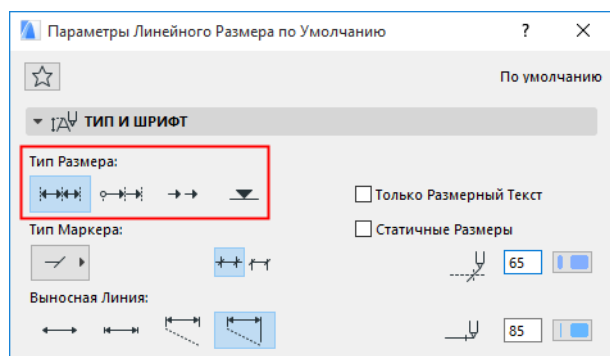 Параметры Линейного Размера по Умолчанию ? ×
По умолчанию
ТИП И ШРИФТ
Тип Размера:
Только Размерный Текст
Тип Маркера:
Статичные Размеры
65
Выносная Линия:
85